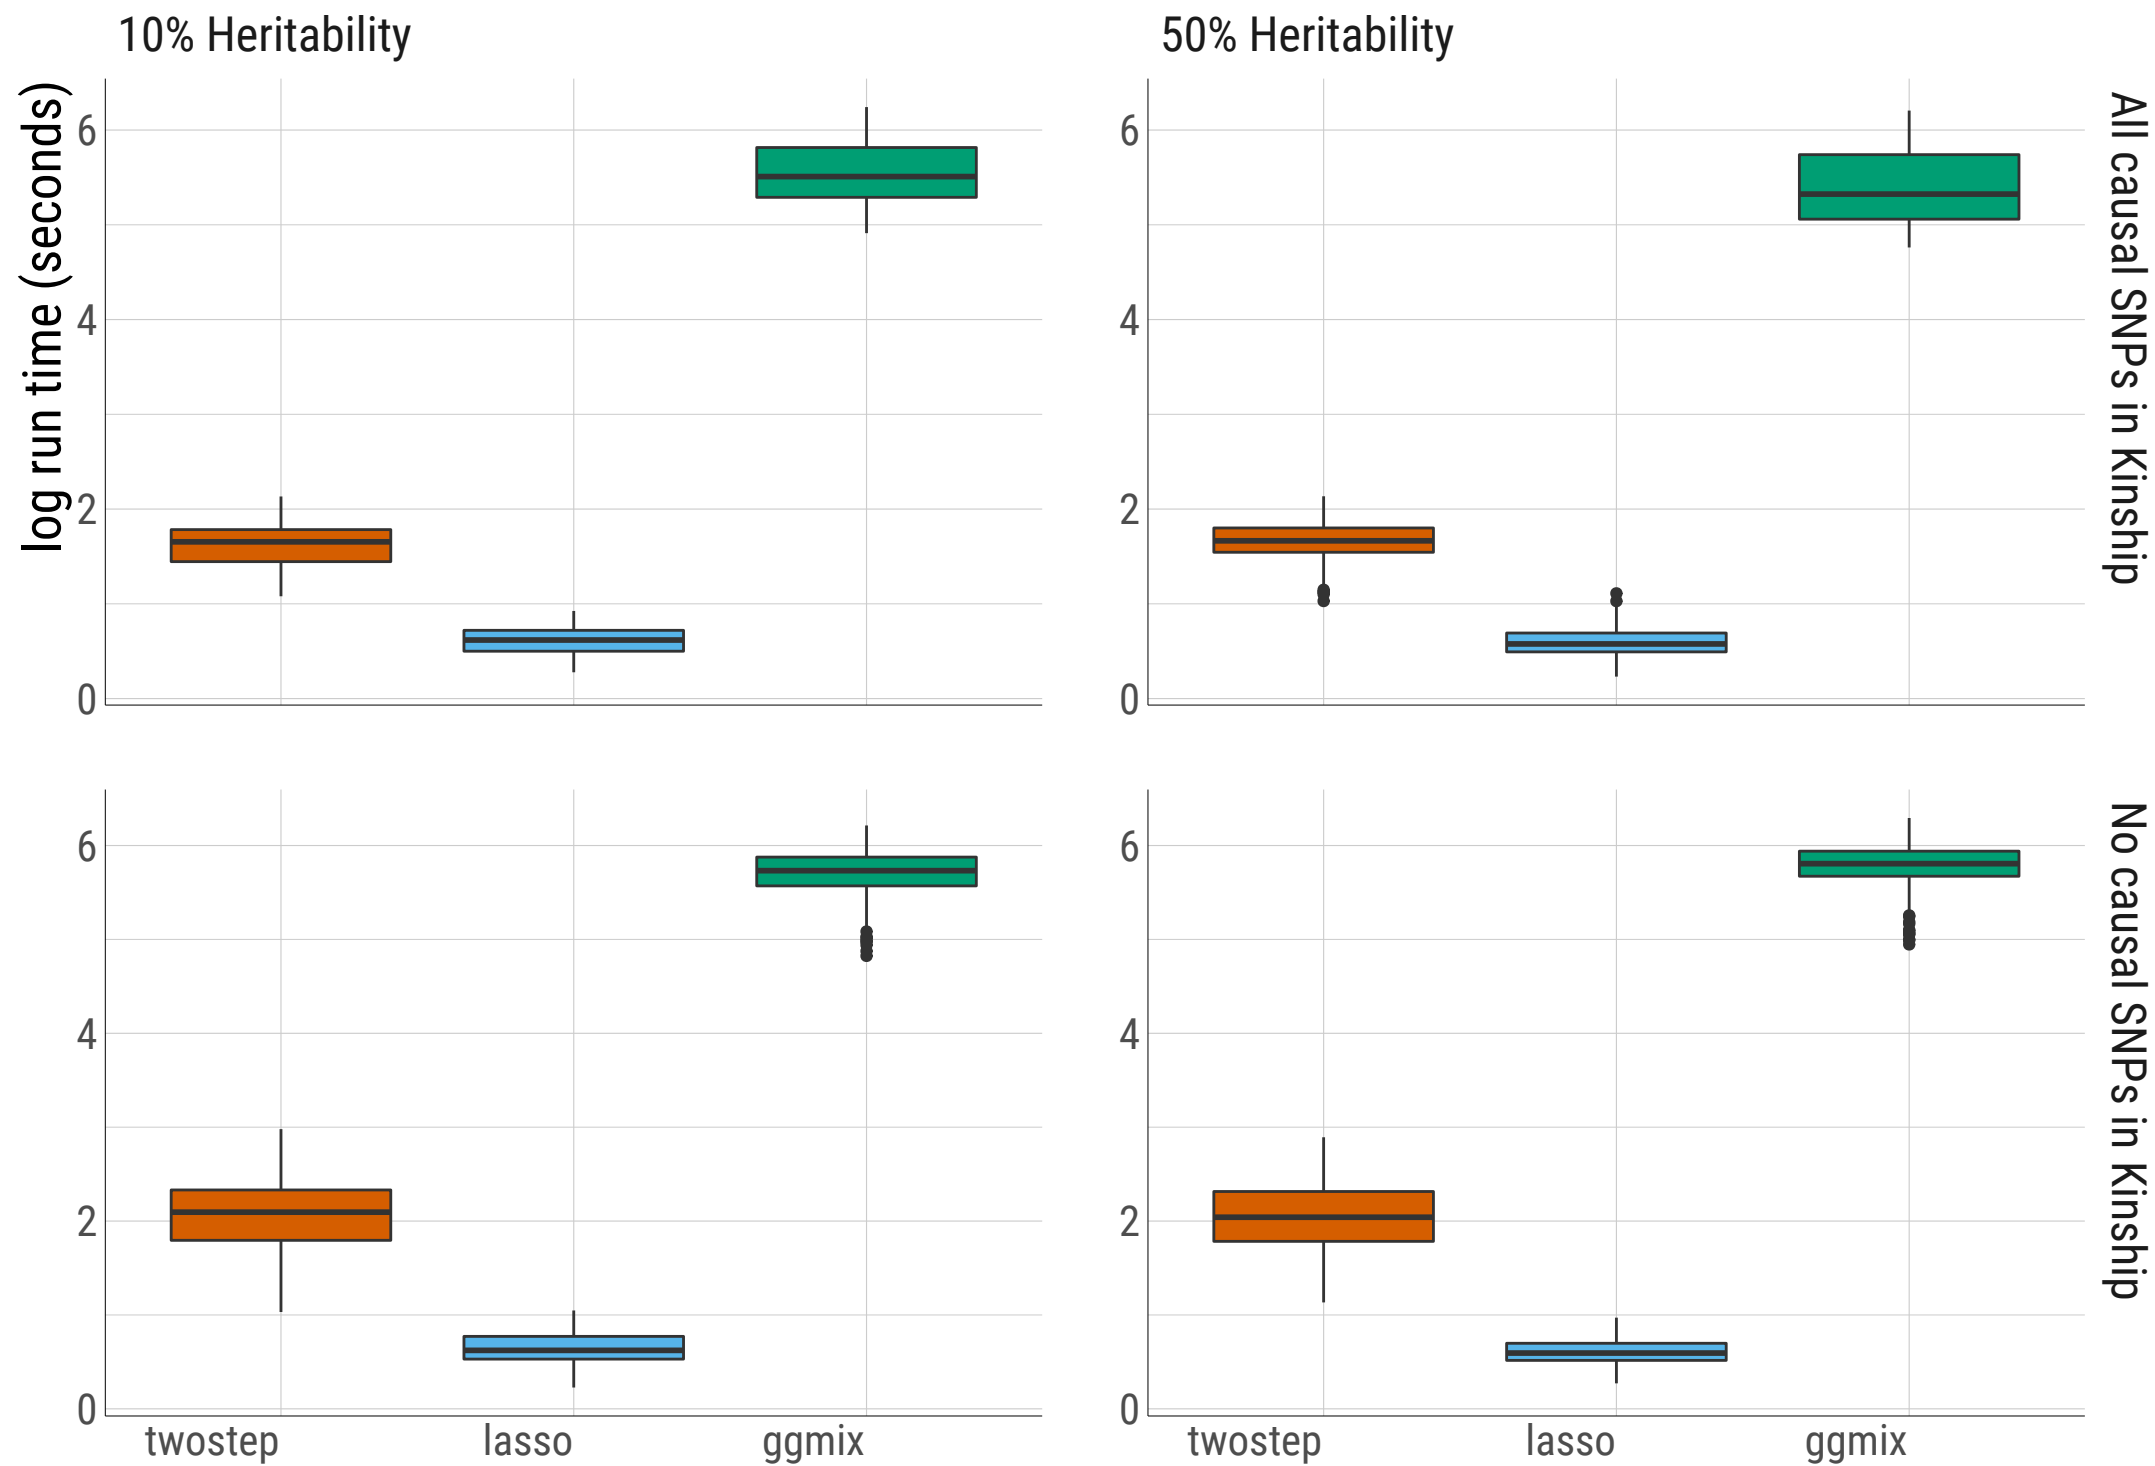 10% Heritability
50% Heritability
log run time (seconds)
6
4
2
0
6
4
2
0
All causal SNPs in Kinship
6
4
2
0
6
4
2
0
No causal SNPs in Kinship
twostep lasso ggmix
twostep lasso ggmix